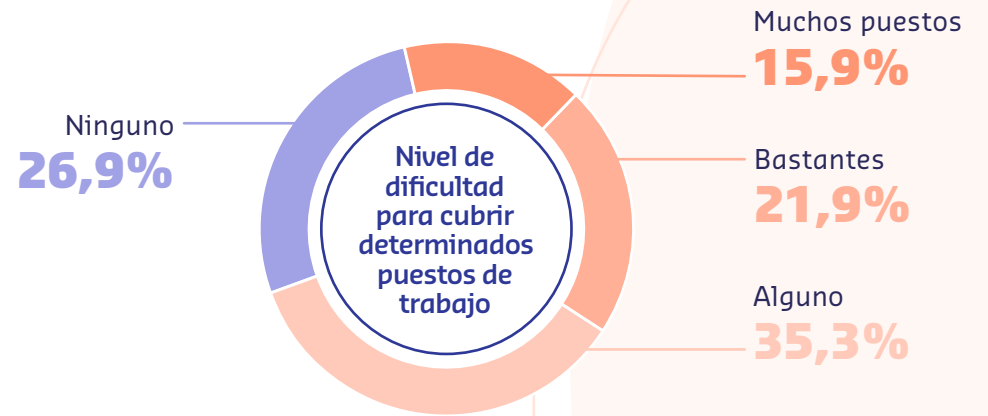 Muchos puestos
15,9%
Ninguno
26,9%
Nivel de
dificultad
para cubrir
determinados
puestos de
trabajo
Bastantes
21,9%
Alguno
35,3%